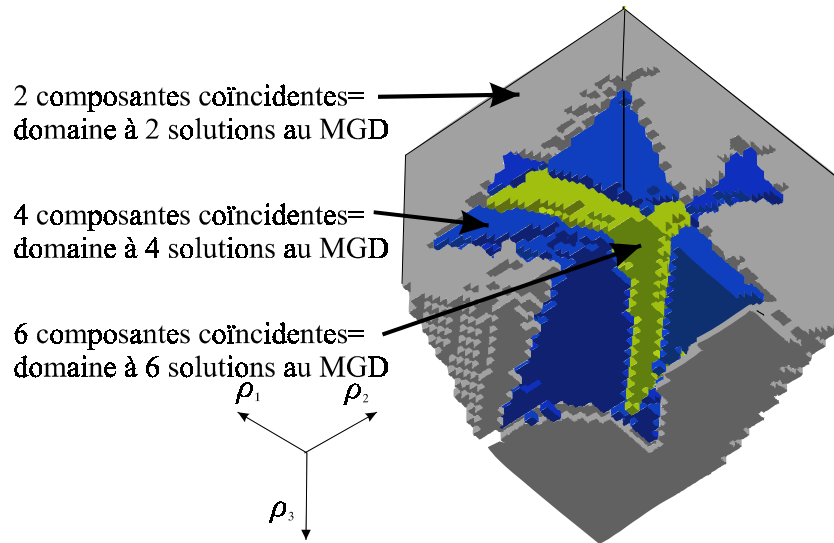 2 composantes coïncidentes=
domaine à 2 solutions au MGD
4 composantes coïncidentes=
domaine à 4 solutions au MGD
6 composantes coïncidentes=
domaine à 6 solutions au MGD
ρ₁
ρ₂
ρ₃